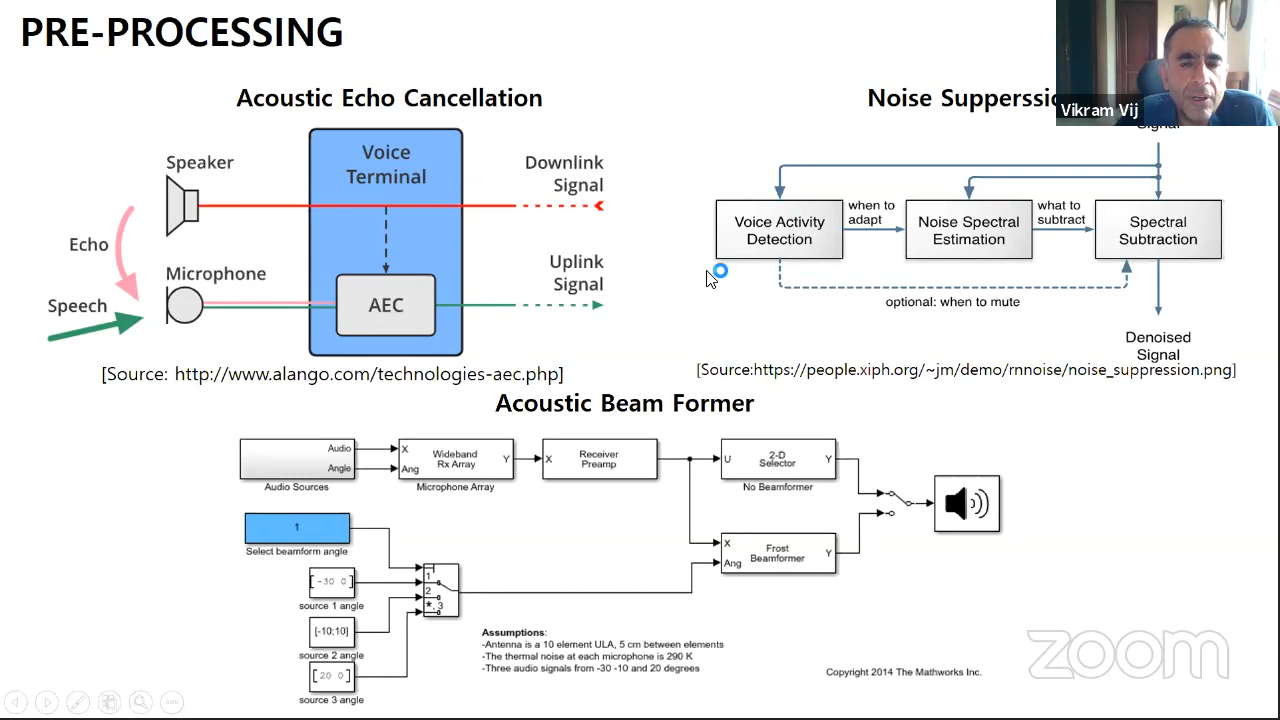 PRE-PROCESSING
Acoustic Echo Cancellation
Speaker
Voice
Terminal
Downlink
Signal
Echo
Microphone
Uplink
Signal
Speech
AEC
[Source: http://www.alango.com/technologies-aec.php]
Vikram Vij
Signal
when to
adapt
what to
subtract
Voice Activity
Detection
Noise Spectral
Estimation
Spectral
Subtraction
optional: when to mute
Denoised
Signal
[Source:https://people.xiph.org/~jm/demo/rnnoise/noise_suppression.png]
Acoustic Beam Former
Audio
Angle
Audio Sources
X
Ang
Wideband
Rx Array
Y
Microphone Array
X
Receiver
Preamp
U
2-D
Selector
Y
No Beamformer
1
Select beamform angle
X
Ang
Frost
Beamformer
Y
[-30 0]
source 1 angle
1
2
*, 3
[-10;10]
source 2 angle
[20 0]
source 3 angle
Assumptions:
-Antenna is a 10 element ULA, 5 cm between elements
-The thermal noise at each microphone is 290 K
-Three audio signals from -30 -10 and 20 degrees
Copyright 2014 The Mathworks Inc.
zoom